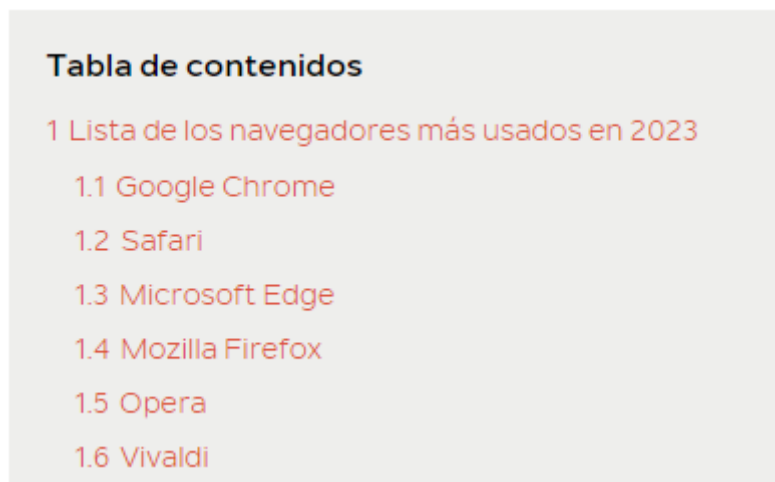 Tabla de contenidos
1 Lista de los navegadores más usados en 2023
1.1 Google Chrome
1.2 Safari
1.3 Microsoft Edge
1.4 Mozilla Firefox
1.5 Opera
1.6 Vivaldi